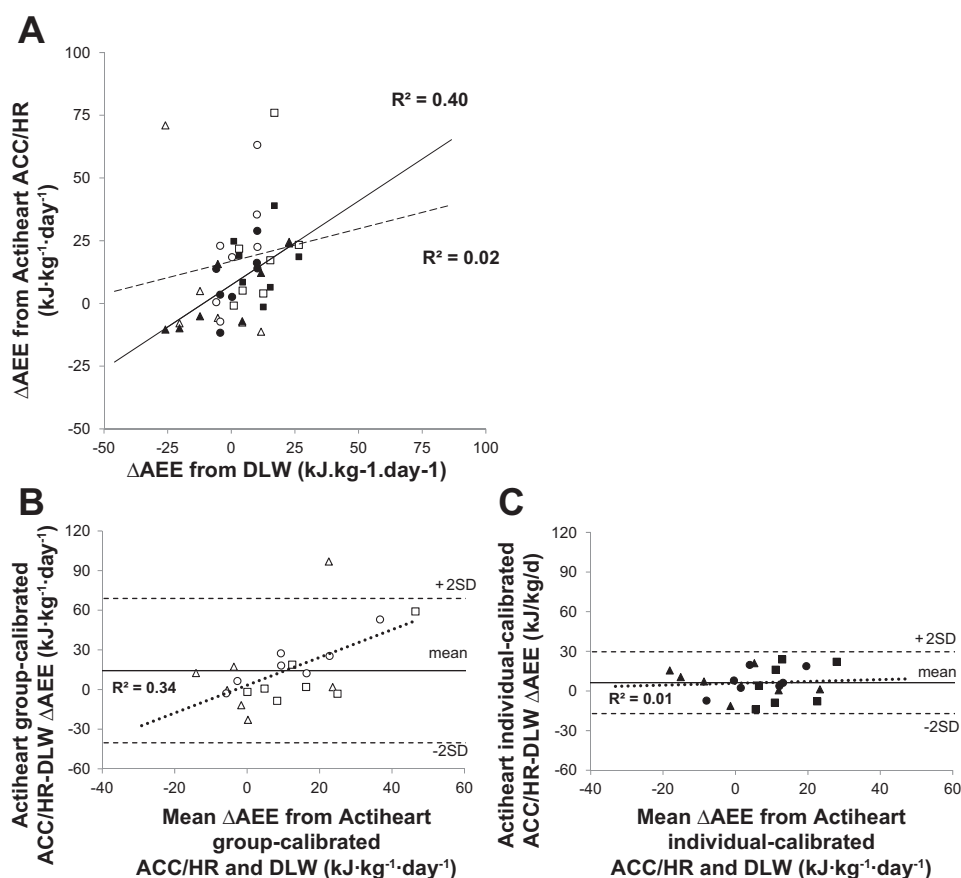 A
100
75
50
25
0
-25
-50
-50 -25 0 25 50 75 100
R² = 0.40
R² = 0.02
ΔAEE from Actiheart ACC/HR
(kJ·kg⁻¹·day⁻¹)
ΔAEE from DLW (kJ.kg-1.day-1)
B
120
90
60
30
0
-30
-60
-40 -20 0 20 40 60
+2SD
mean
R² = 0.34
-2SD
Actiheart group-calibrated
ACC/HR-DLW ΔAEE (kJ·kg⁻¹·day⁻¹)
Mean ΔAEE from Actiheart
group-calibrated
ACC/HR and DLW (kJ·kg⁻¹·day⁻¹)
C
120
90
60
30
0
-30
-60
-40 -20 0 20 40 60
+2SD
mean
R² = 0.01
-2SD
Actiheart individual-calibrated
ACC/HR-DLW ΔAEE (kJ/kg/d)
Mean ΔAEE from Actiheart
individual-calibrated
ACC/HR and DLW (kJ·kg⁻¹·day⁻¹)